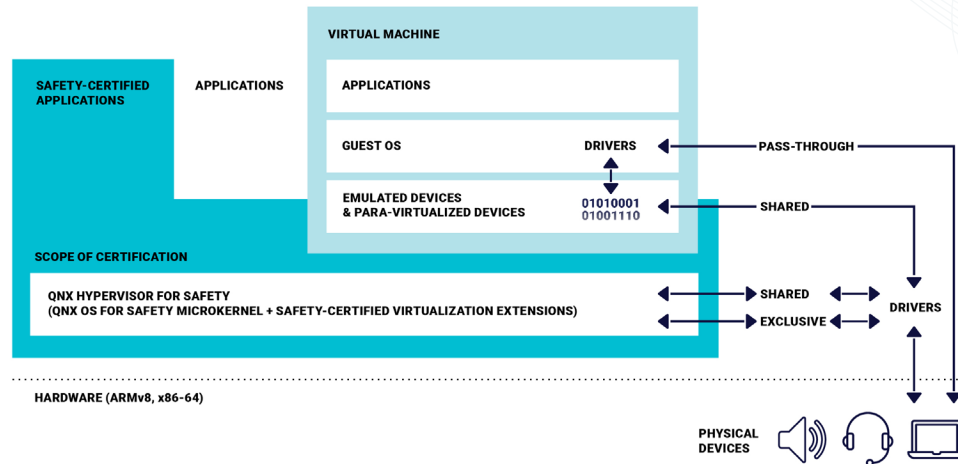 VIRTUAL MACHINE
SAFETY-CERTIFIED
APPLICATIONS
APPLICATIONS
APPLICATIONS
GUEST OS
DRIVERS
PASS-THROUGH
EMULATED DEVICES
& PARA-VIRTUALIZED DEVICES
01010001
01001110
SHARED
SCOPE OF CERTIFICATION
QNX HYPERVISOR FOR SAFETY
(QNX OS FOR SAFETY MICROKERNEL + SAFETY-CERTIFIED VIRTUALIZATION EXTENSIONS)
SHARED
EXCLUSIVE
DRIVERS
HARDWARE (ARMv8, x86-64)
PHYSICAL
DEVICES